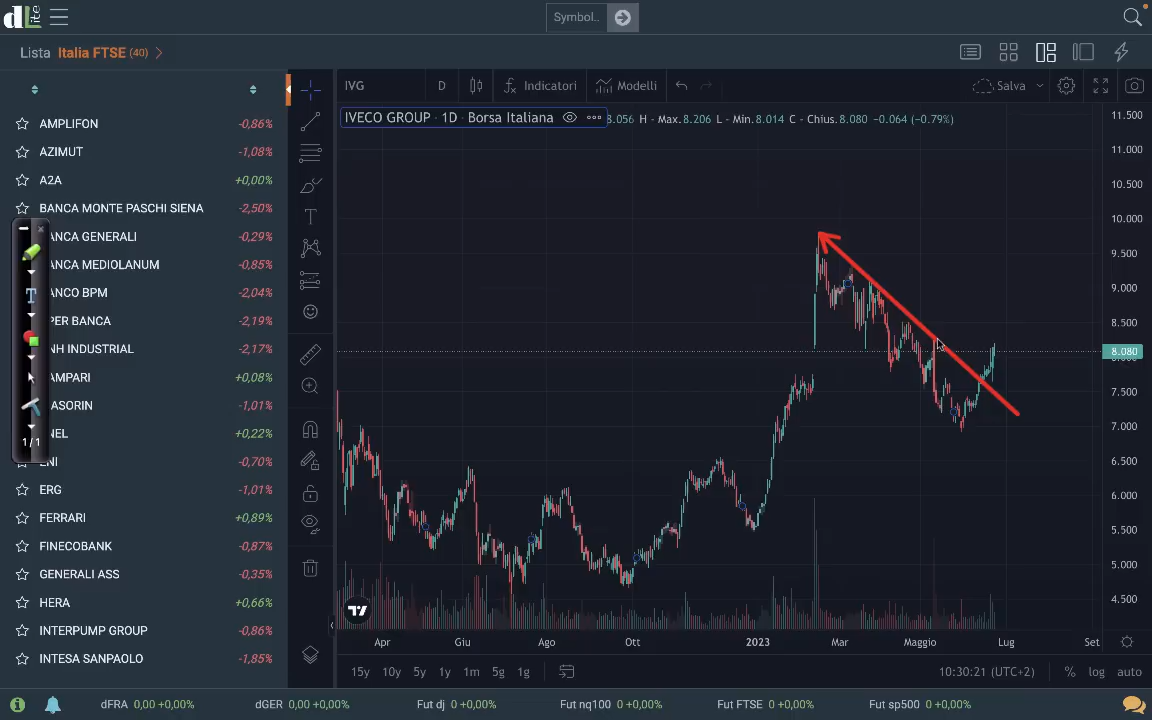 dLite
Symbol..
Lista Italia FTSE (40)
IVG D Indicatori Modelli Salva
IVECO GROUP · 1D · Borsa Italiana 8.056 H - Max.8.206 L - Min.8.014 C - Chius.8.080 −0.064 (−0.79%)
AMPLIFON -0,86%
AZIMUT -1,08%
A2A +0,00%
BANCA MONTE PASCHI SIENA -2,50%
ANCA GENERALI -0,29%
ANCA MEDIOLANUM -0,85%
ANCO BPM -2,04%
PER BANCA -2,19%
NH INDUSTRIAL -2,17%
AMPARI +0,08%
ASORIN -1,01%
NEL +0,22%
ENI -0,70%
ERG -1,01%
FERRARI +0,89%
FINECOBANK -0,87%
GENERALI ASS -0,35%
HERA +0,66%
INTERPUMP GROUP -0,86%
INTESA SANPAOLO -1,85%
T
1/1
T
11.500
11.000
10.500
10.000
9.500
9.000
8.500
8.080
8.000
7.500
7.000
6.500
6.000
5.500
5.000
4.500
Apr Giu Ago Ott 2023 Mar Maggio Lug Set
15y 10y 5y 1y 1m 5g 1g 10:30:21 (UTC+2) % log auto
dFRA 0,00 +0,00% dGER 0,00 +0,00% Fut dj 0 +0,00% Fut nq100 0 +0,00% Fut FTSE 0 +0,00% Fut sp500 0 +0,00%